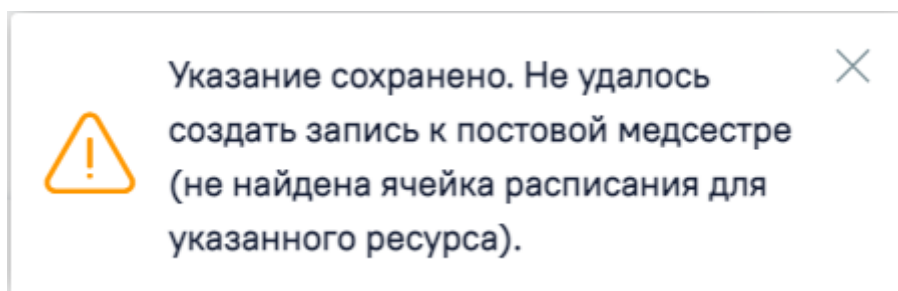 Указание сохранено. Не удалось
создать запись к постовой медсестре
(не найдена ячейка расписания для
указанного ресурса).